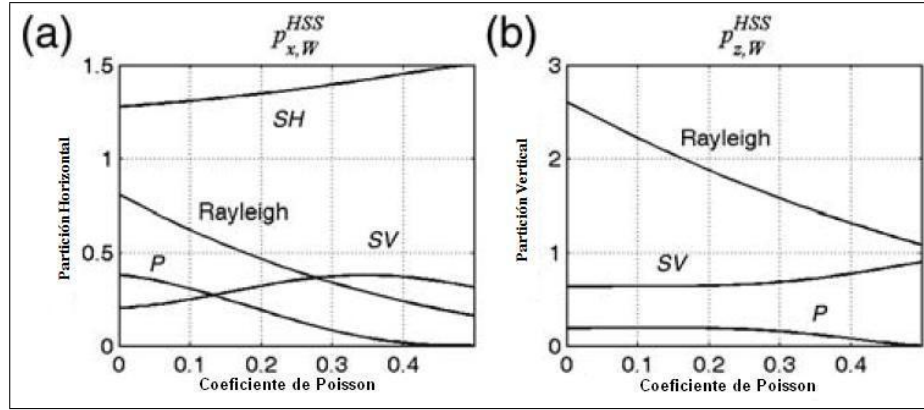 (a)
p_{x,W}^{HSS}
Partición Horizontal
1.5
1
0.5
0
SH
Rayleigh
P
SV
0 0.1 0.2 0.3 0.4
Coeficiente de Poisson
(b)
p_{z,W}^{HSS}
Partición Vertical
3
2
1
0
Rayleigh
SV
P
0 0.1 0.2 0.3 0.4
Coeficiente de Poisson